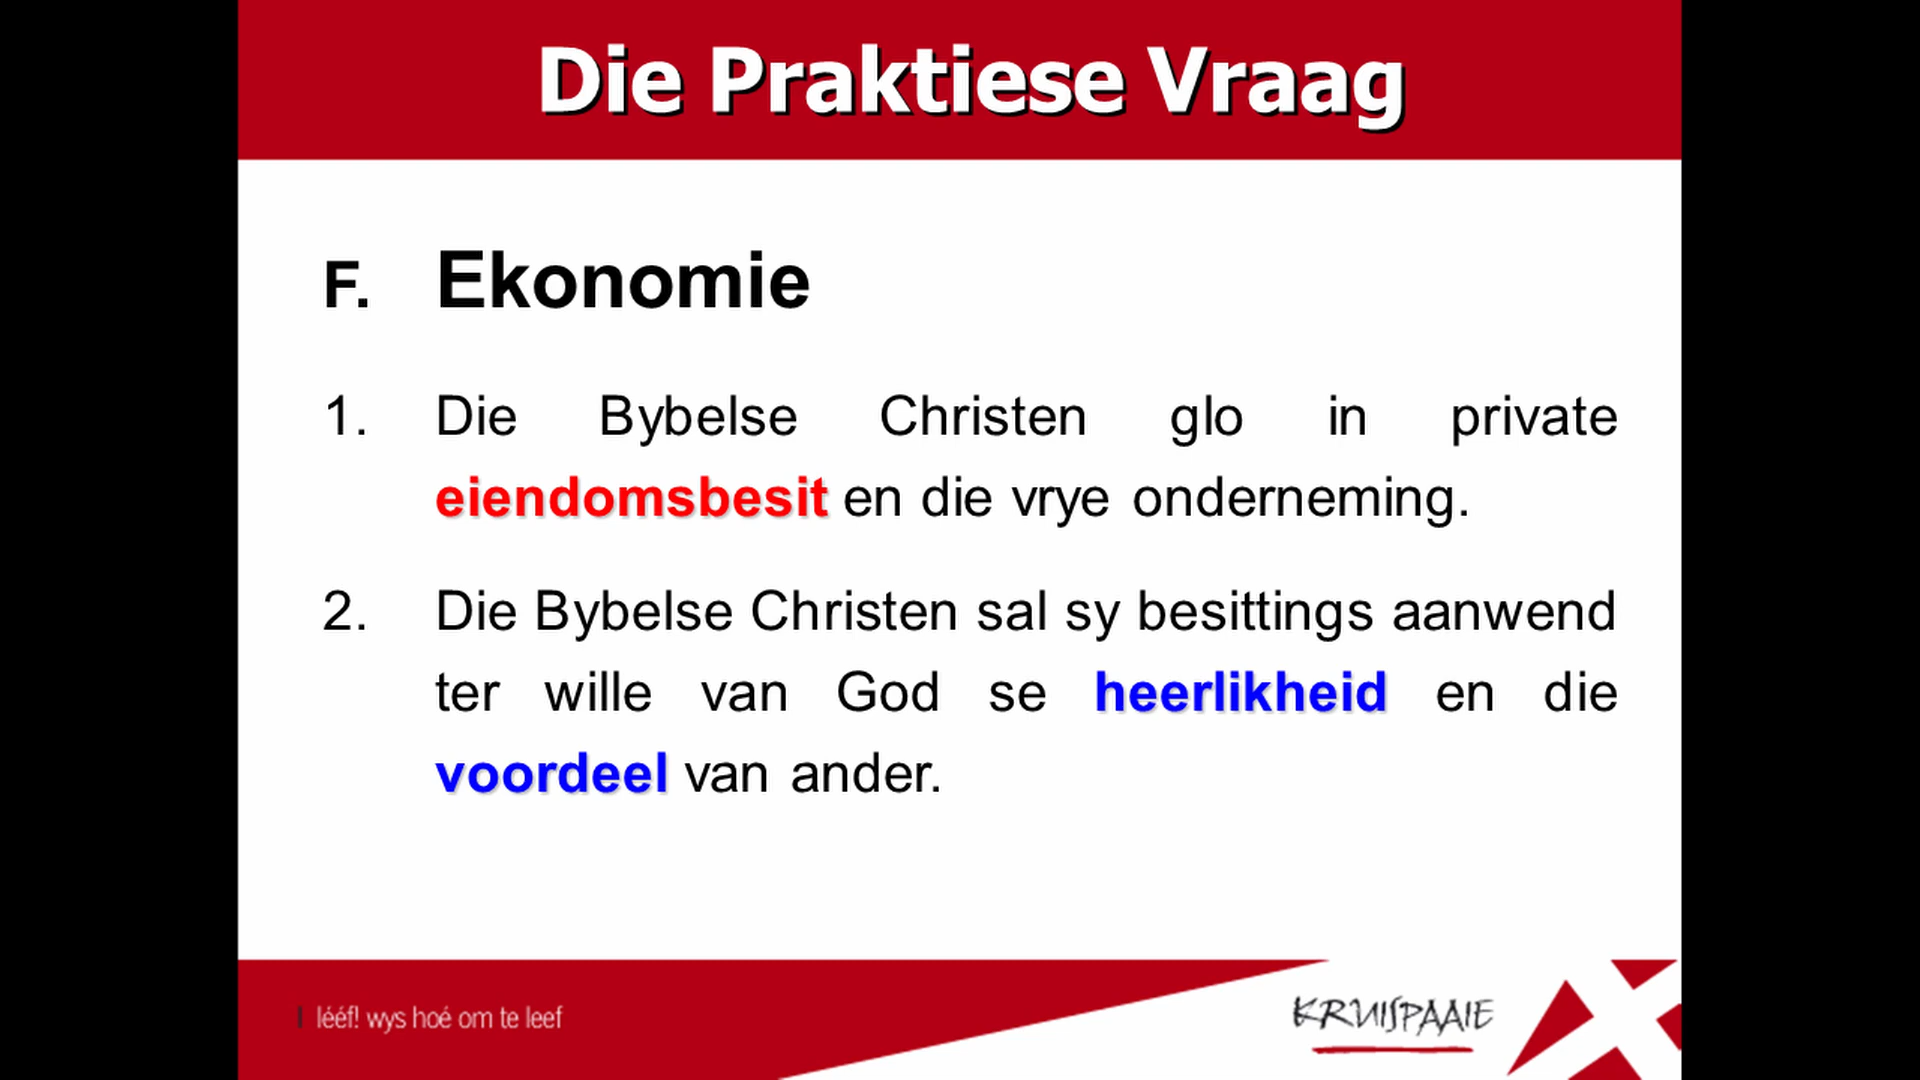 Die Praktiese Vraag
F. Ekonomie
1. Die Bybelse Christen glo in private
eiendomsbesit en die vrye onderneming.
2. Die Bybelse Christen sal sy besittings aanwend
ter wille van God se heerlikheid en die
voordeel van ander.
| lééf! wys hoé om te leef
KRUISPAAIE